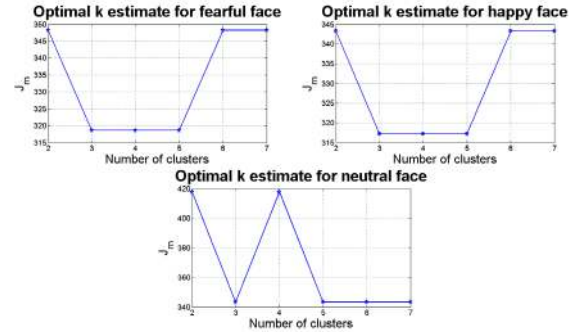 Optimal k estimate for fearful face
350
345
340
335
330
325
320
315
J_m
2 3 4 5 6 7
Number of clusters
Optimal k estimate for happy face
345
340
335
330
325
320
315
J_m
2 3 4 5 6 7
Number of clusters
Optimal k estimate for neutral face
420
400
380
360
340
J_m
2 3 4 5 6 7
Number of clusters